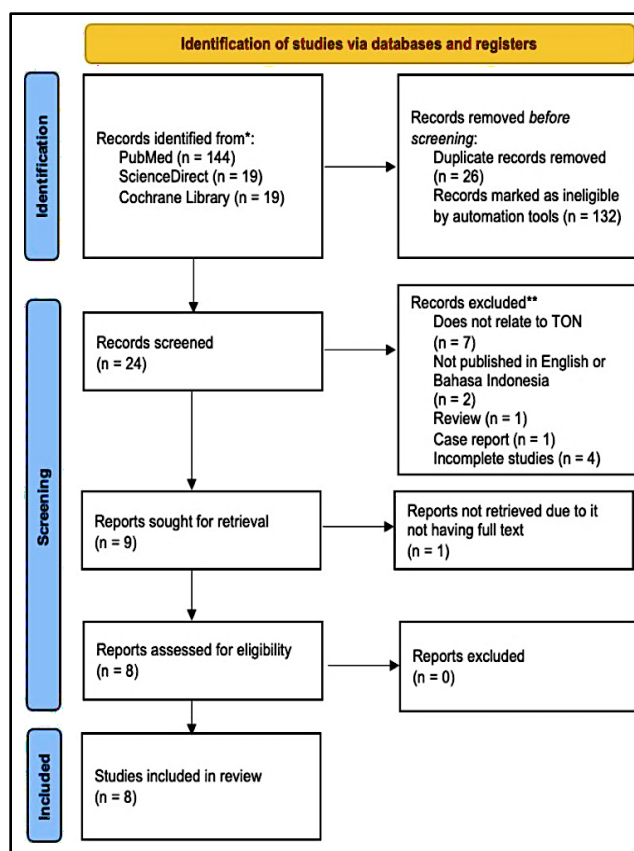 Identification of studies via databases and registers
Identification
Records identified from*:
PubMed (n = 144)
ScienceDirect (n = 19)
Cochrane Library (n = 19)
Records removed before
screening:
Duplicate records removed
(n = 26)
Records marked as ineligible
by automation tools (n = 132)
Screening
Records screened
(n = 24)
Records excluded**
Does not relate to TON
(n = 7)
Not published in English or
Bahasa Indonesia
(n = 2)
Review (n = 1)
Case report (n = 1)
Incomplete studies (n = 4)
Reports sought for retrieval
(n = 9)
Reports not retrieved due to it
not having full text
(n = 1)
Reports assessed for eligibility
(n = 8)
Reports excluded
(n = 0)
Included
Studies included in review
(n = 8)